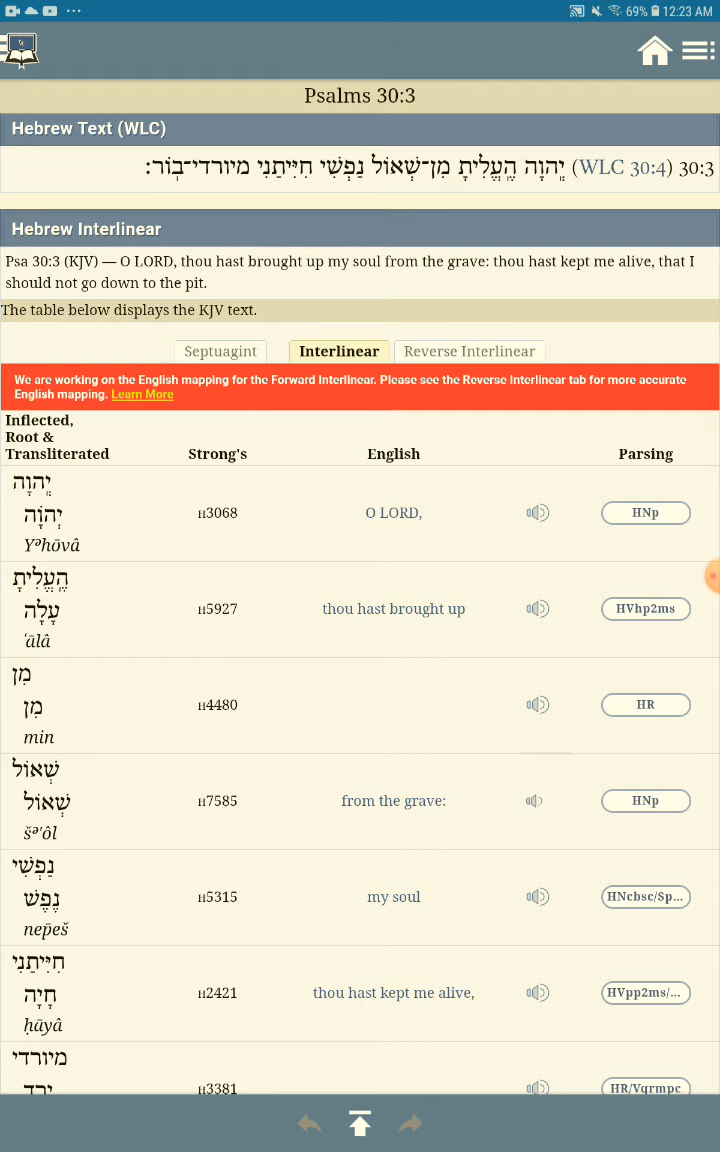 69% 12:23 AM
Psalms 30:3
Hebrew Text (WLC)
30:3 (WLC 30:4) יְֽהוָה הֶֽעֱלִיתָ מִן־שְׁאוֹל נַפְשִׁי חִיִּיתַנִי מיורדי־בֽוֹר׃
Hebrew Interlinear
Psa 30:3 (KJV) — O LORD, thou hast brought up my soul from the grave: thou hast kept me alive, that I
should not go down to the pit.
The table below displays the KJV text.
Septuagint Interlinear Reverse Interlinear
We are working on the English mapping for the Forward Interlinear. Please see the Reverse Interlinear tab for more accurate
English mapping. Learn More
Inflected,
Root &
Transliterated Strong's English Parsing
יְֽהוָה
יְהוָֹה H3068 O LORD, HNp
Yᵊhōvâ
הֶֽעֱלִיתָ
עָלָה H5927 thou hast brought up HVhp2ms
ʿālâ
מִן
מִן H4480 HR
min
שְׁאוֹל
שְׁאוֹל H7585 from the grave: HNp
šᵊ'ôl
נַפְשִׁי
נֶפֶשׁ H5315 my soul HNcbsc/Sp...
nep̄eš
חִיִּיתַנִי
חָיָה H2421 thou hast kept me alive, HVpp2ms/...
ḥāyâ
מיורדי
ירד H3381 HR/Vqrmpc